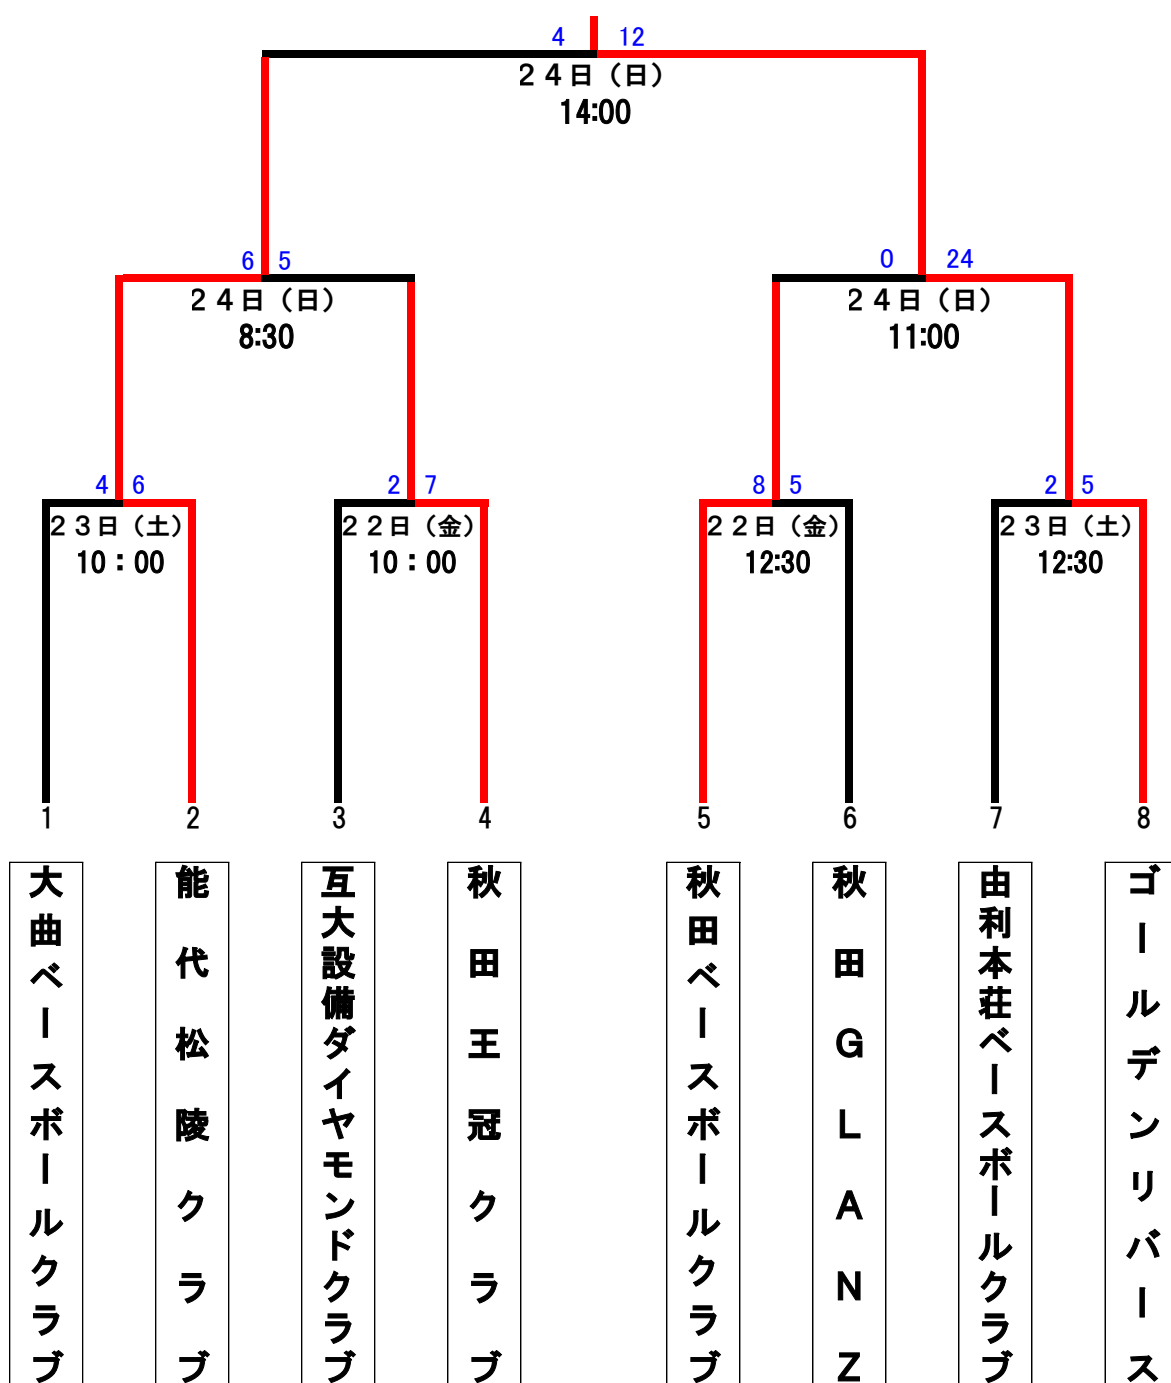 4 12
２４日（日）
14:00
6 5
２４日（日）
8:30
0 24
２４日（日）
11:00
4 6
２３日（土）
10：00
2 7
２２日（金）
10：00
8 5
２２日（金）
12:30
2 5
２３日（土）
12:30
1 2 3 4 5 6 7 8
大曲ベースボールクラブ
能代松陵クラブ
互大設備ダイヤモンドクラブ
秋田王冠クラブ
秋田ベースボールクラブ
秋田ＧＬＡＮＺ
由利本荘ベースボールクラブ
ゴールデンリバース